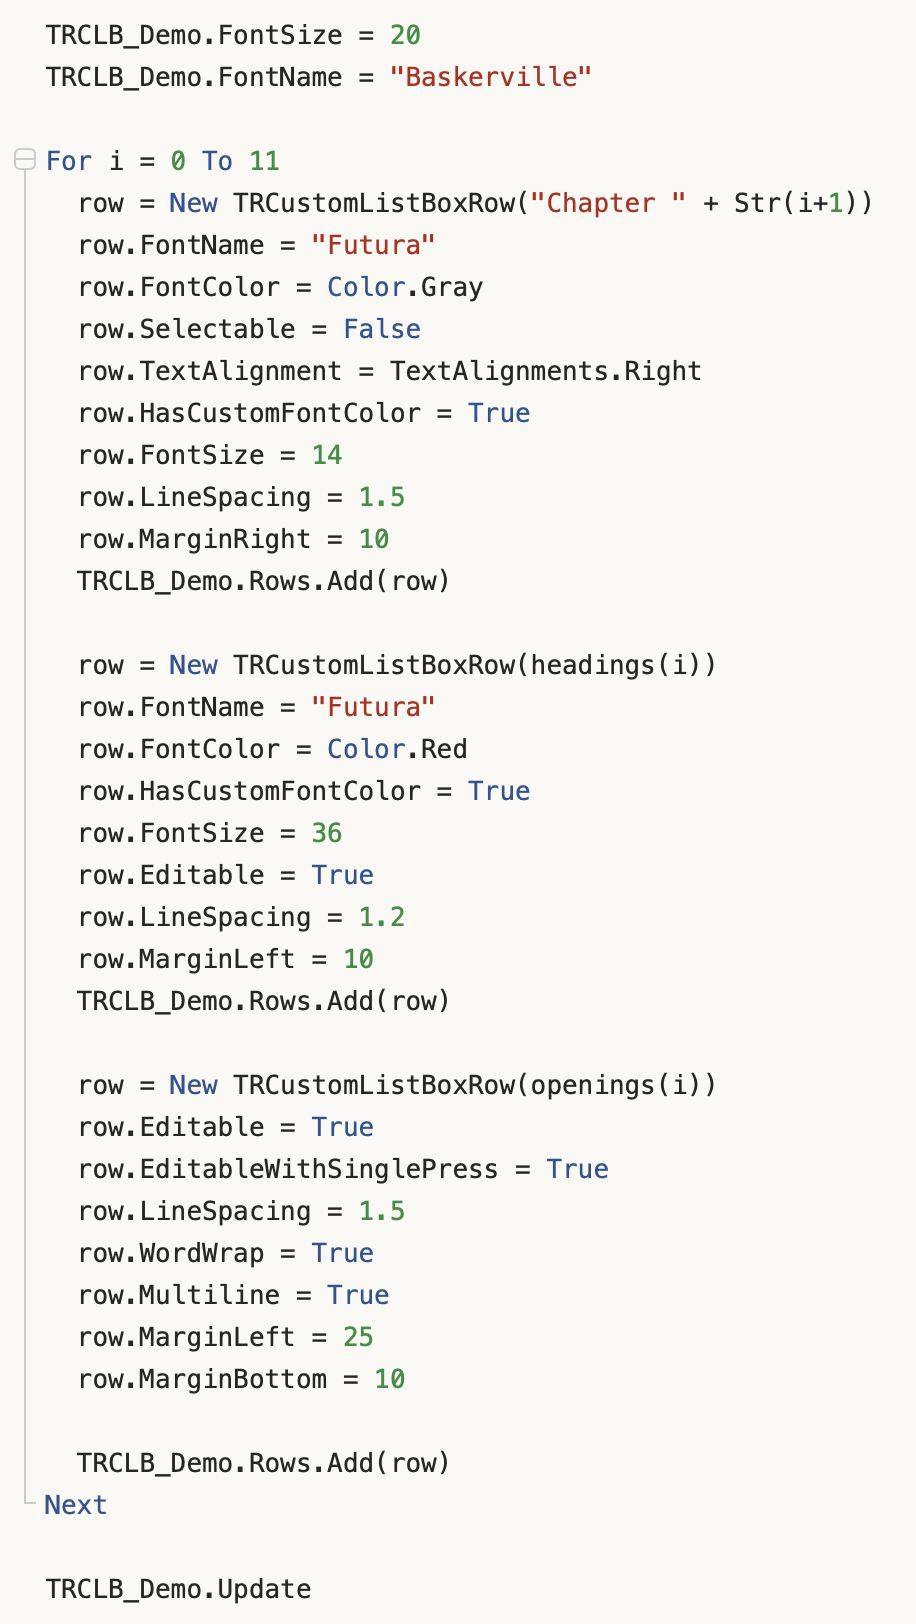 TRCLB_Demo.FontSize = 20
TRCLB_Demo.FontName = "Baskerville"
For i = 0 To 11
row = New TRCustomListBoxRow("Chapter " + Str(i+1))
row.FontName = "Futura"
row.FontColor = Color.Gray
row.Selectable = False
row.TextAlignment = TextAlignments.Right
row.HasCustomFontColor = True
row.FontSize = 14
row.LineSpacing = 1.5
row.MarginRight = 10
TRCLB_Demo.Rows.Add(row)
row = New TRCustomListBoxRow(headings(i))
row.FontName = "Futura"
row.FontColor = Color.Red
row.HasCustomFontColor = True
row.FontSize = 36
row.Editable = True
row.LineSpacing = 1.2
row.MarginLeft = 10
TRCLB_Demo.Rows.Add(row)
row = New TRCustomListBoxRow(openings(i))
row.Editable = True
row.EditableWithSinglePress = True
row.LineSpacing = 1.5
row.WordWrap = True
row.Multiline = True
row.MarginLeft = 25
row.MarginBottom = 10
TRCLB_Demo.Rows.Add(row)
Next
TRCLB_Demo.Update